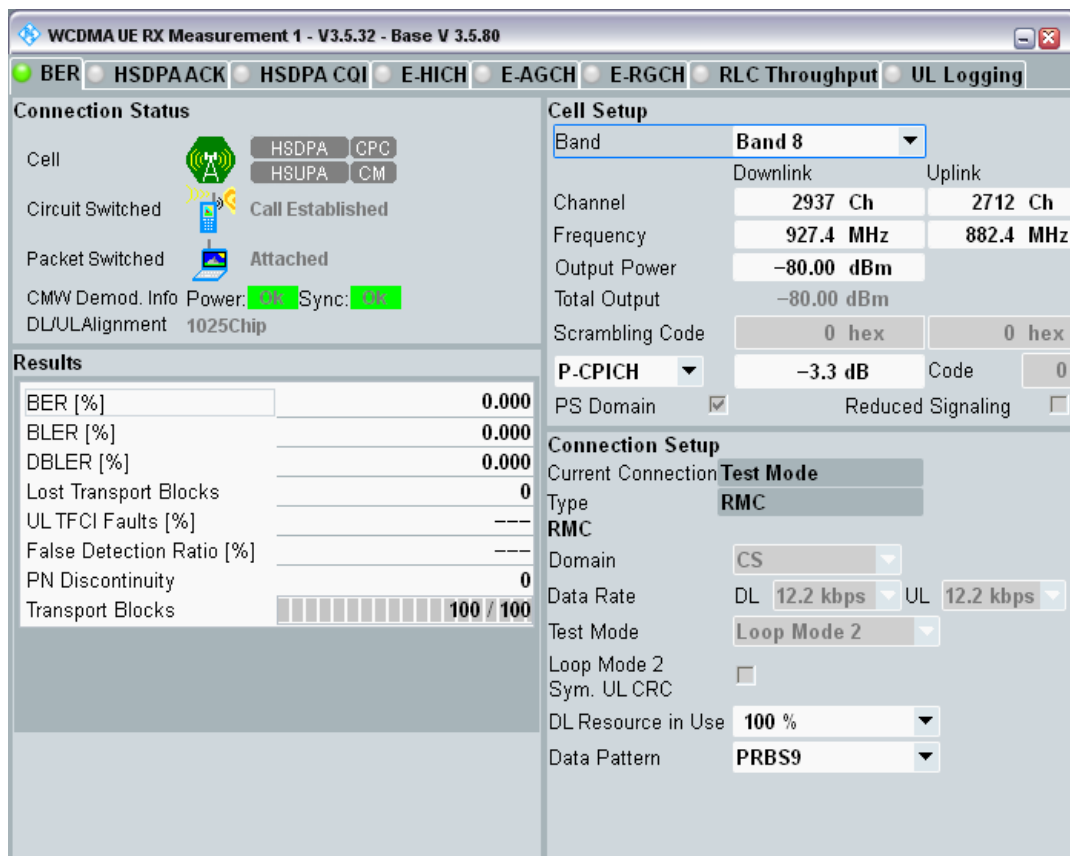 WCDMA UE RX Measurement 1 - V3.5.32 - Base V 3.5.80
BER HSDPA ACK HSDPA CQI E-HICH E-AGCH E-RGCH RLC Throughput UL Logging
Connection Status
Cell HSDPA CPC
HSUPA CM
Circuit Switched Call Established
Packet Switched Attached
CMW Demod. Info Power: Ok Sync: OK
DL/ULAlignment 1025Chip
Results
BER [%] 0.000
BLER [%] 0.000
DBLER [%] 0.000
Lost Transport Blocks 0
UL TFCI Faults [%] ---
False Detection Ratio [%] ---
PN Discontinuity 0
Transport Blocks 100 / 100
Cell Setup
Band Band 8
Downlink Uplink
Channel 2937 Ch 2712 Ch
Frequency 927.4 MHz 882.4 MHz
Output Power −80.00 dBm
Total Output −80.00 dBm
Scrambling Code 0 hex 0 hex
P-CPICH −3.3 dB Code 0
PS Domain Reduced Signaling
Connection Setup
Current Connection Test Mode
Type RMC
RMC
Domain CS
Data Rate DL 12.2 kbps UL 12.2 kbps
Test Mode Loop Mode 2
Loop Mode 2
Sym. UL CRC
DL Resource in Use 100 %
Data Pattern PRBS9